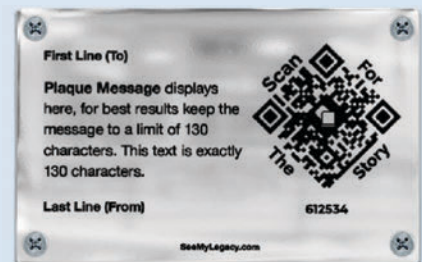 First Line (To)
Plaque Message displays
here, for best results keep the
message to a limit of 130
characters. This text is exactly
130 characters.
Last Line (From)
Scan For
The Story
612534
SeeMyLegacy.com